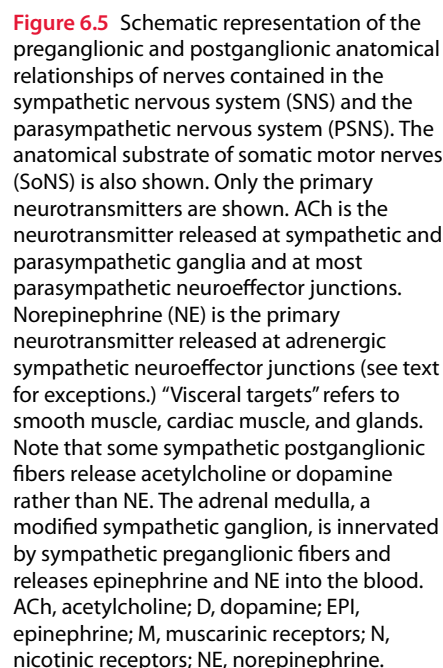 Figure 6.5 Schematic representation of the
preganglionic and postganglionic anatomical
relationships of nerves contained in the
sympathetic nervous system (SNS) and the
parasympathetic nervous system (PSNS). The
anatomical substrate of somatic motor nerves
(SoNS) is also shown. Only the primary
neurotransmitters are shown. ACh is the
neurotransmitter released at sympathetic and
parasympathetic ganglia and at most
parasympathetic neuroeffector junctions.
Norepinephrine (NE) is the primary
neurotransmitter released at adrenergic
sympathetic neuroeffector junctions (see text
for exceptions.) “Visceral targets” refers to
smooth muscle, cardiac muscle, and glands.
Note that some sympathetic postganglionic
fibers release acetylcholine or dopamine
rather than NE. The adrenal medulla, a
modified sympathetic ganglion, is innervated
by sympathetic preganglionic fibers and
releases epinephrine and NE into the blood.
ACh, acetylcholine; D, dopamine; EPI,
epinephrine; M, muscarinic receptors; N,
nicotinic receptors; NE, norepinephrine.